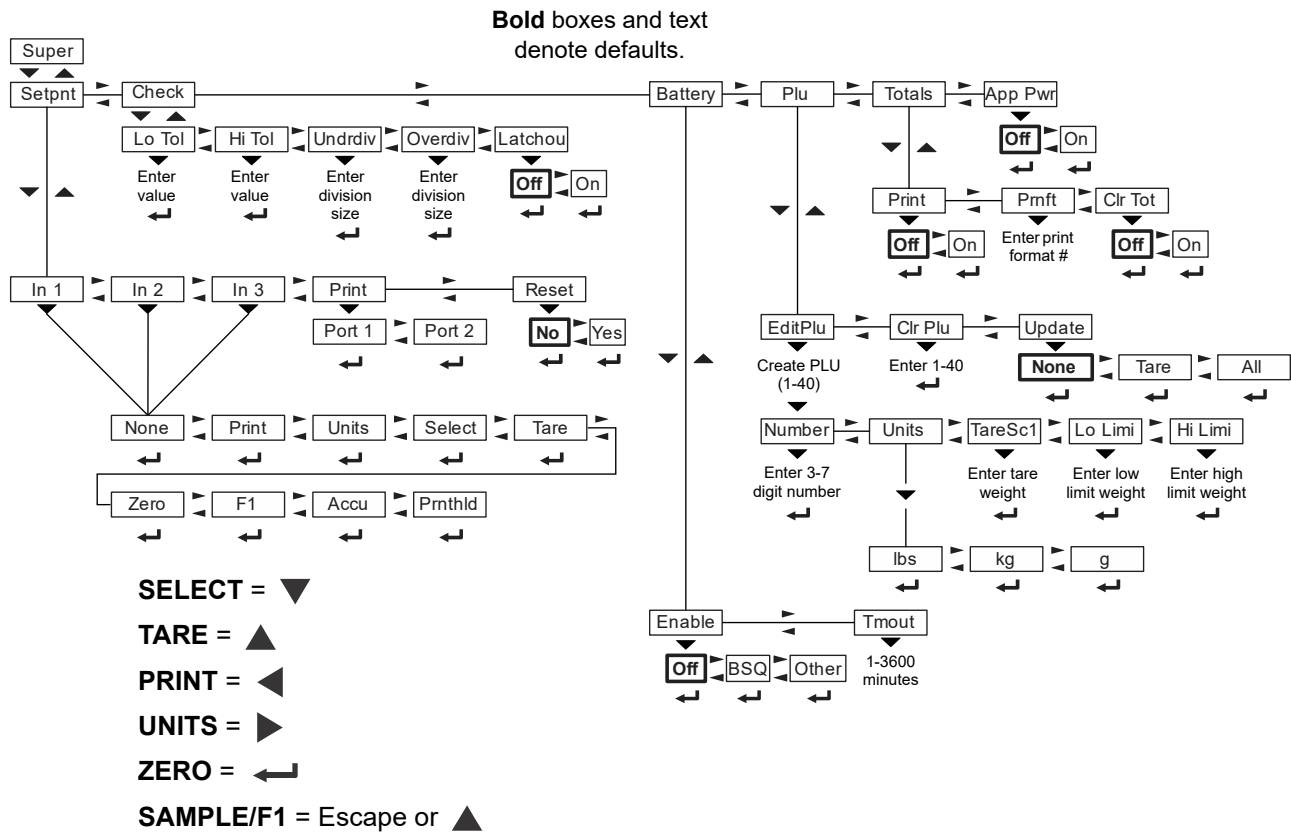 Bold boxes and text
denote defaults.
Super
Setpnt
Check
Battery
Plu
Totals
App Pwr
Lo Tol
Hi Tol
Undrdiv
Overdiv
Latchou
Off
On
Enter
value
Enter
value
Enter
division
size
Enter
division
size
Off
On
Print
Prnft
Clr Tot
Off
On
Enter print
format #
Off
On
In 1
In 2
In 3
Print
Reset
Port 1
Port 2
No
Yes
EditPlu
Clr Plu
Update
Create PLU
(1-40)
Enter 1-40
None
Tare
All
None
Print
Units
Select
Tare
Number
Units
TareSc1
Lo Limi
Hi Limi
Enter 3-7
digit number
Enter tare
weight
Enter low
limit weight
Enter high
limit weight
Zero
F1
Accu
Prnthld
lbs
kg
g
Enable
Tmout
Off
BSQ
Other
1-3600
minutes
SELECT = ▼
TARE = ▲
PRINT = ◀
UNITS = ▶
ZERO = ↵
SAMPLE/F1 = Escape or ▲